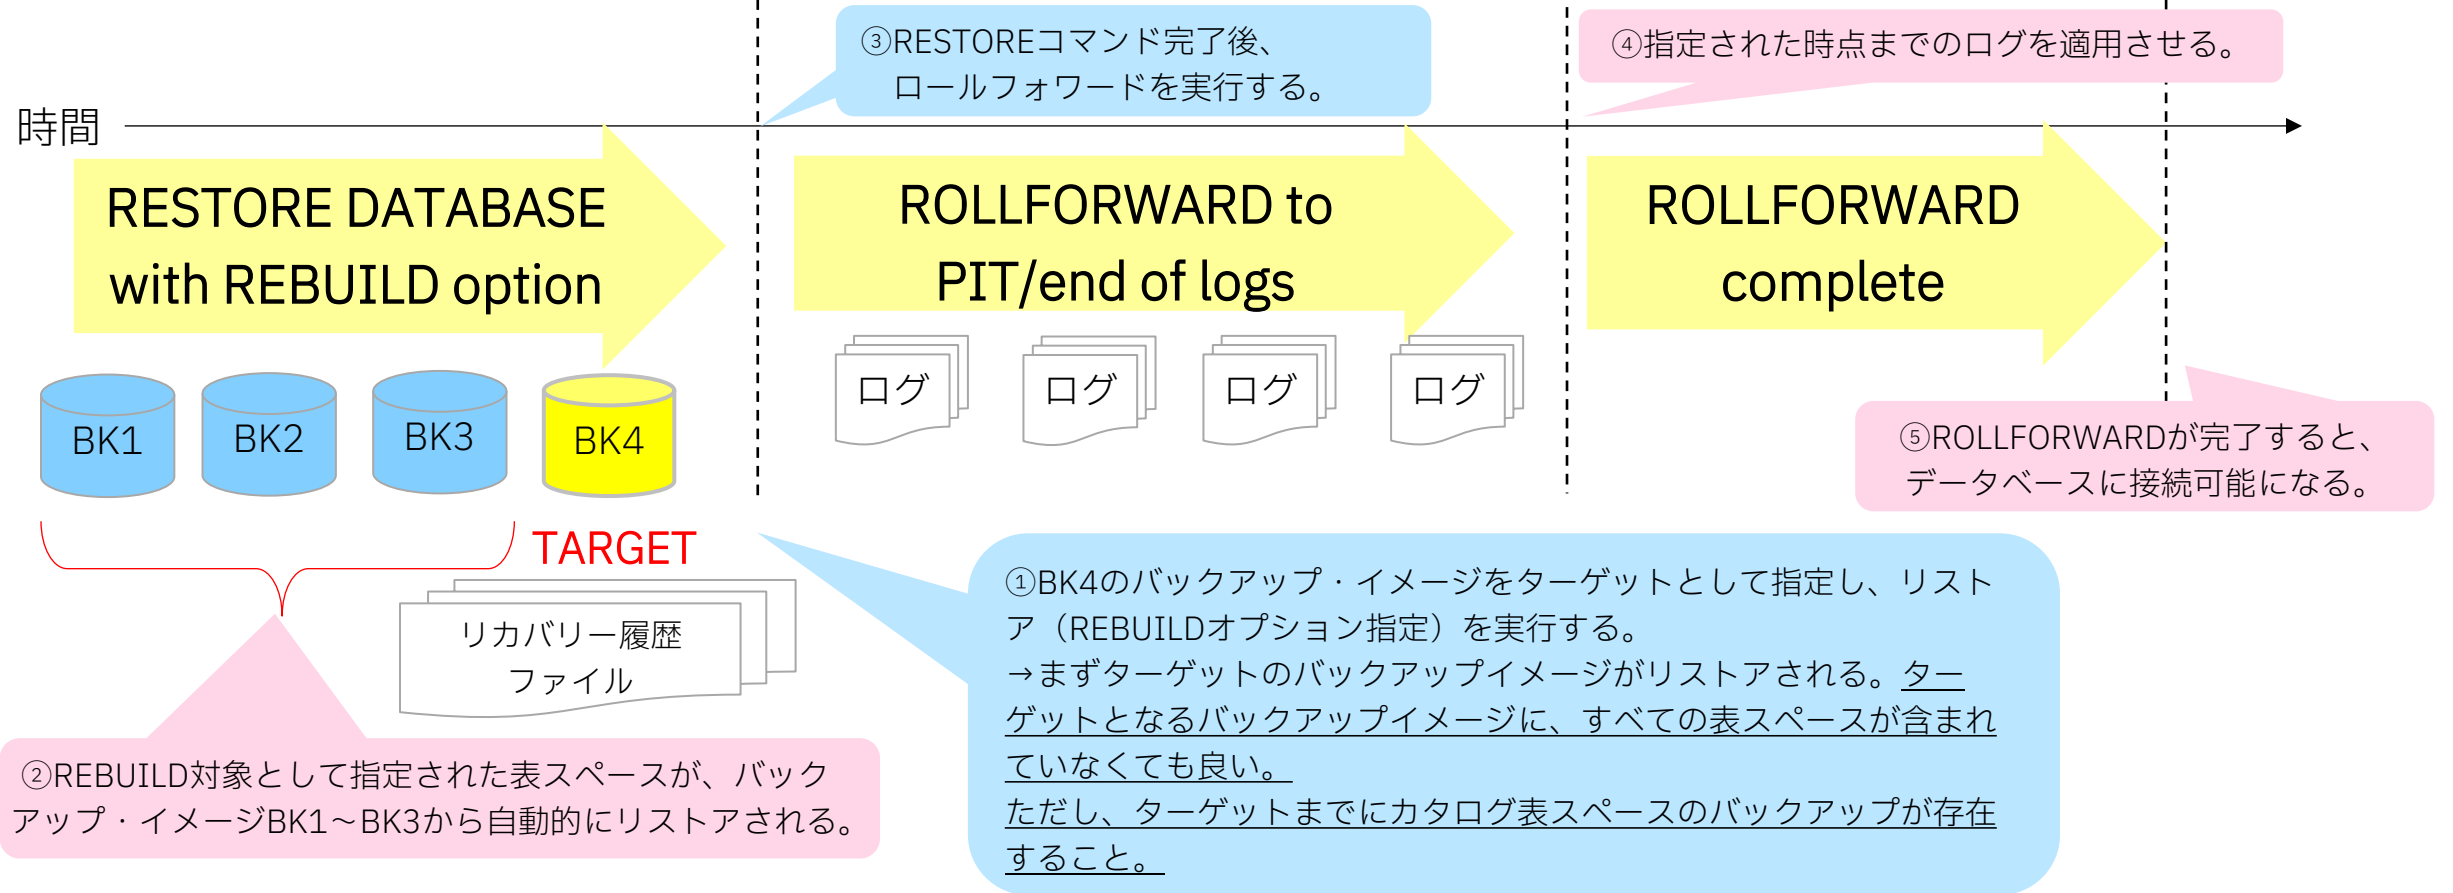 ③RESTOREコマンド完了後、
ロールフォワードを実行する。
④指定された時点までのログを適用させる。
時間
RESTORE DATABASE
with REBUILD option
ROLLFORWARD to
PIT/end of logs
ROLLFORWARD
complete
ログ
ログ
ログ
ログ
BK1
BK2
BK3
BK4
⑤ROLLFORWARDが完了すると、
データベースに接続可能になる。
TARGET
リカバリー履歴
ファイル
①BK4のバックアップ・イメージをターゲットとして指定し、リスト
ア（REBUILDオプション指定）を実行する。
→まずターゲットのバックアップイメージがリストアされる。ター
ゲットとなるバックアップイメージに、すべての表スペースが含まれ
ていなくても良い。
ただし、ターゲットまでにカタログ表スペースのバックアップが存在
すること。
②REBUILD対象として指定された表スペースが、バック
アップ・イメージBK1～BK3から自動的にリストアされる。